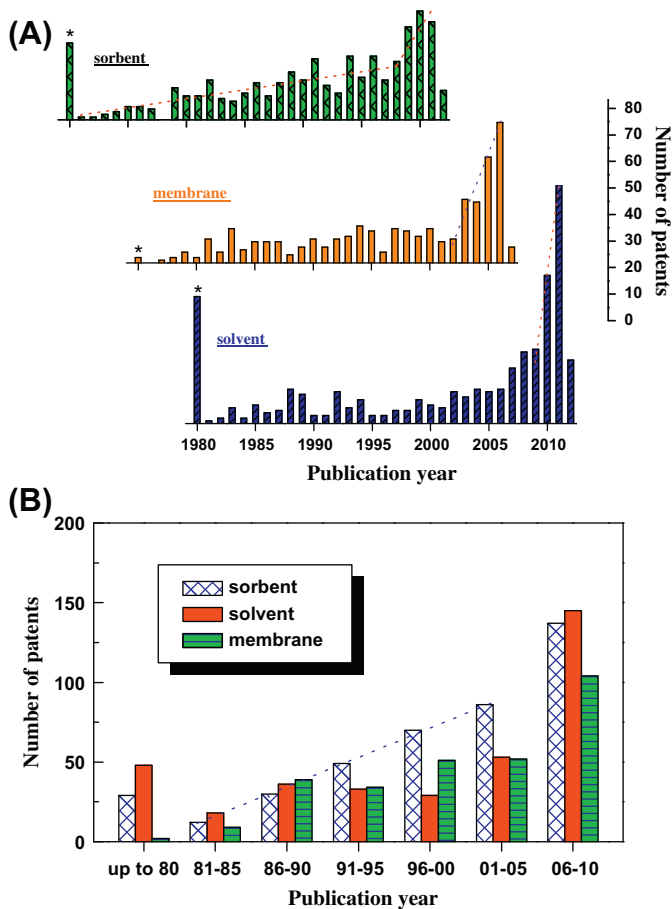 (A)
*
sorbent
80
70
60
50
40
30
20
10
0
Number of patents
membrane
*
*
solvent
1980 1985 1990 1995 2000 2005 2010
Publication year
(B)
200
150
100
50
0
Number of patents
sorbent
solvent
membrane
up to 80 81-85 86-90 91-95 96-00 01-05 06-10
Publication year